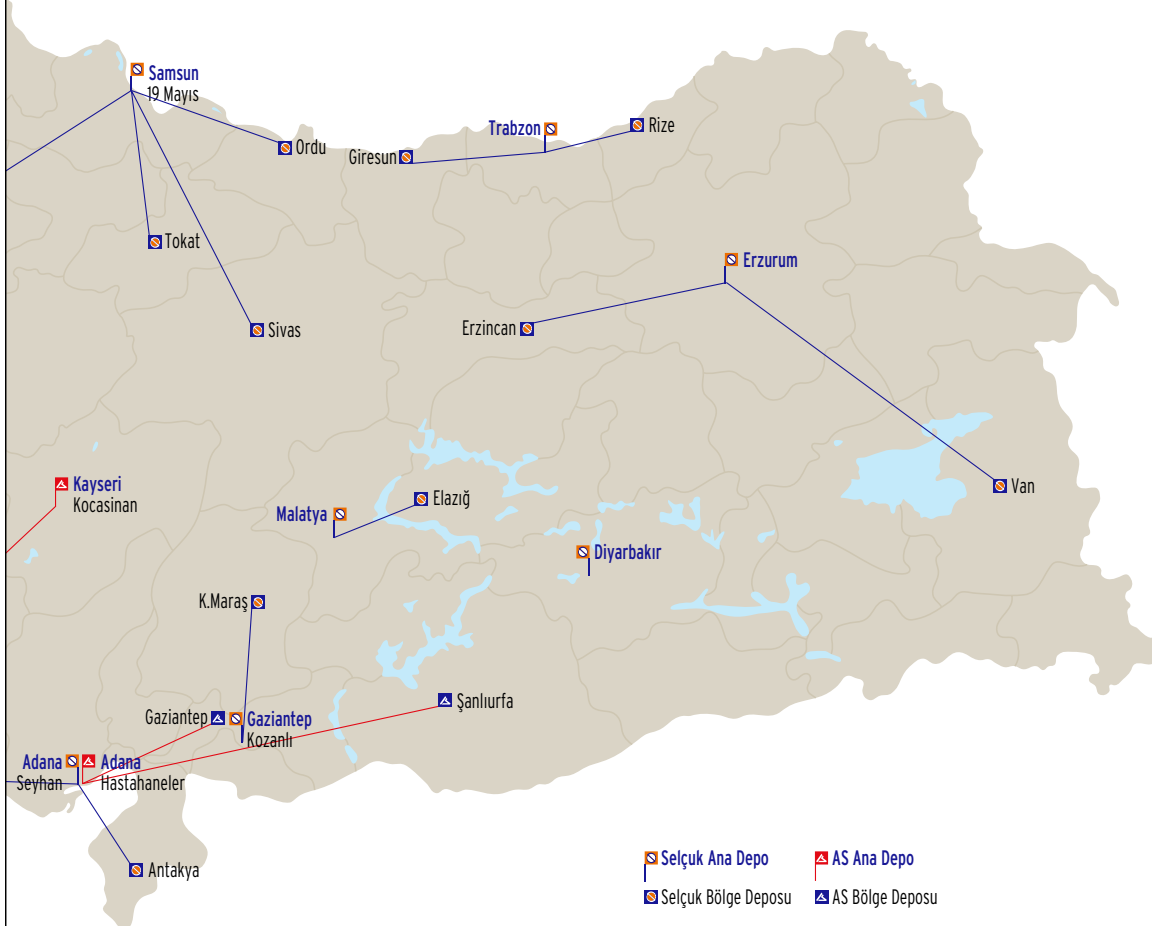 Samsun
19 Mayıs
Ordu
Giresun
Trabzon
Rize
Tokat
Sivas
Erzurum
Erzincan
Van
Kayseri
Kocasinan
Malatya
Elazığ
Diyarbakır
K.Maraş
Şanlıurfa
Gaziantep
Gaziantep
Kozanlı
Adana
Seyhan
Adana
Hastahaneler
Antakya
Selçuk Ana Depo
AS Ana Depo
Selçuk Bölge Deposu
AS Bölge Deposu